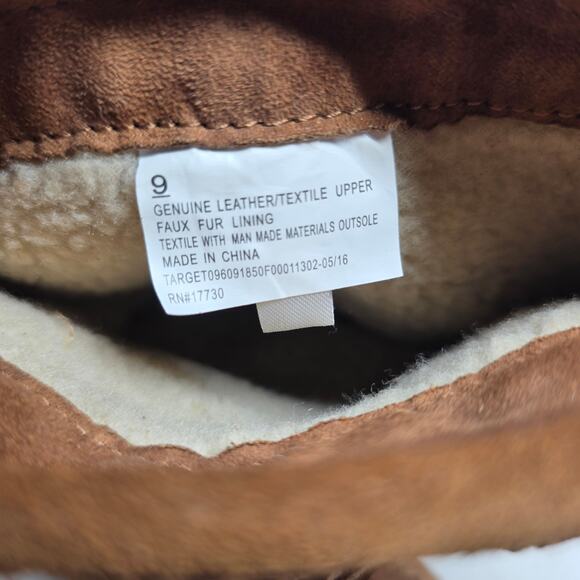 9
GENUINE LEATHER/TEXTILE UPPER
FAUX FUR LINING
TEXTILE WITH MAN MADE MATERIALS OUTSOLE
MADE IN CHINA
TARGET096091850F00011302-05/16
RN#17730